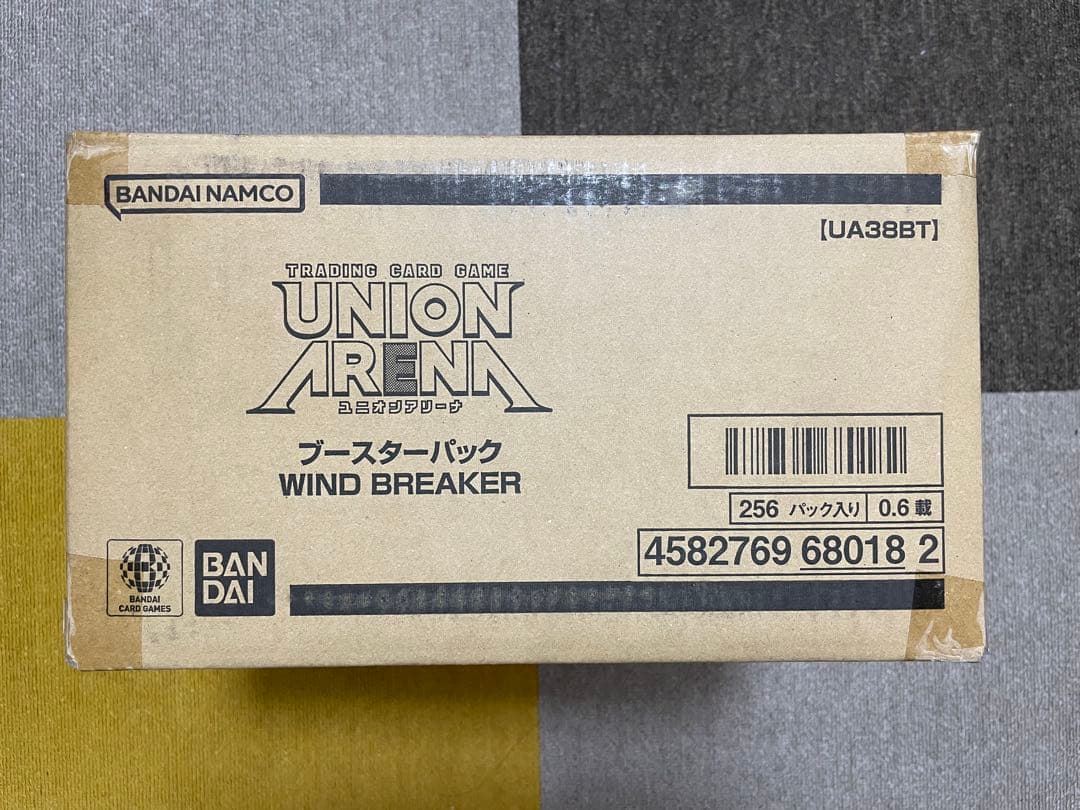 BANDAI NAMCO
【UA38BT】
TRADING CARD GAME
UNION
ARENA
ユニオンアリーナ
ブースターパック
WIND BREAKER
256 パック入り 0.6 載
4582769 68018 2
BANDAI
CARD GAMES
BAN
DAI